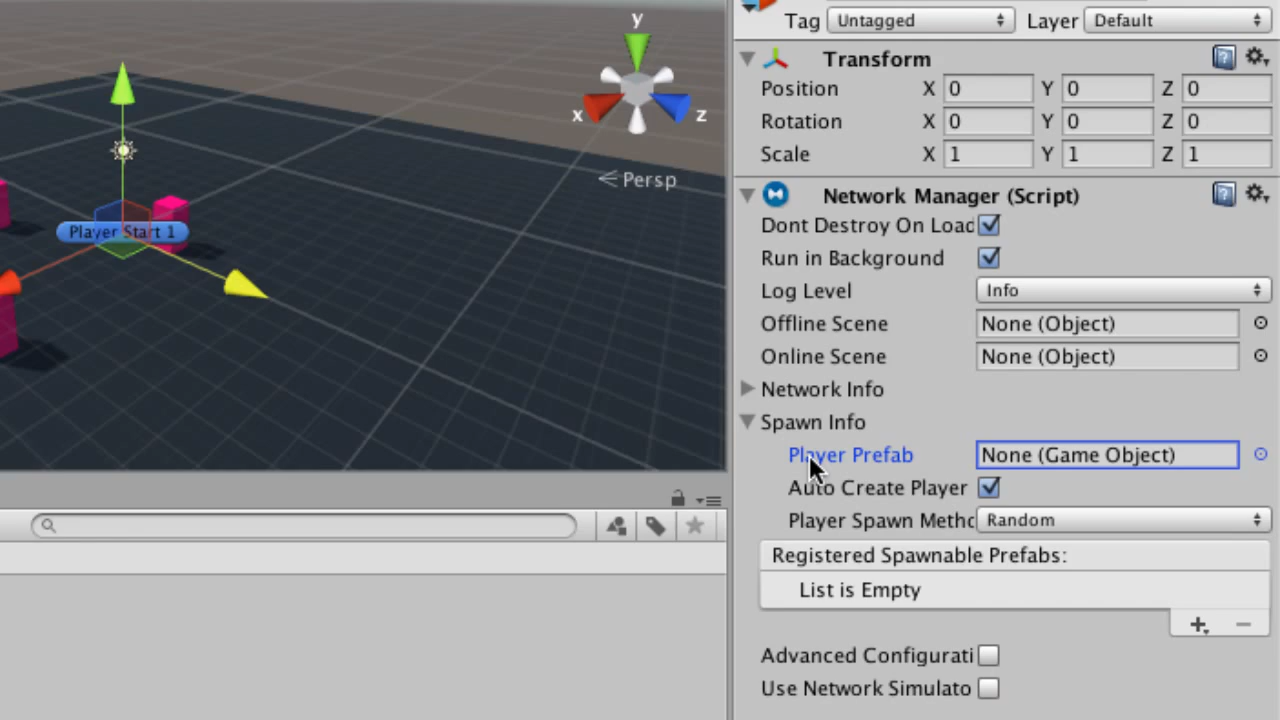 y
x
z
Persp
Player Start 1
Tag Untagged Layer Default
Transform
Position X 0 Y 0 Z 0
Rotation X 0 Y 0 Z 0
Scale X 1 Y 1 Z 1
Network Manager (Script)
Dont Destroy On Load
Run in Background
Log Level Info
Offline Scene None (Object)
Online Scene None (Object)
Network Info
Spawn Info
Player Prefab None (Game Object)
Auto Create Player
Player Spawn Methc Random
Registered Spawnable Prefabs:
List is Empty
Advanced Configurati
Use Network Simulato